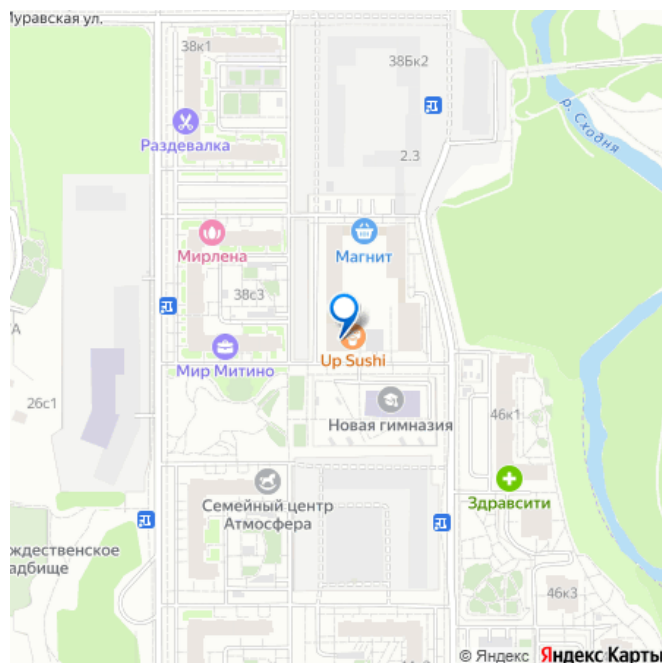 Муравская ул.
38к1
38Бк2
р. Сходня
Раздевалка
2.3
Мирлена
Магнит
38с3
Up Sushi
Мир Митино
26с1
Новая гимназия
46к1
Семейный центр
Атмосфера
Здравсити
ждественское
адбище
46к3
© Яндекс Яндекс Карты